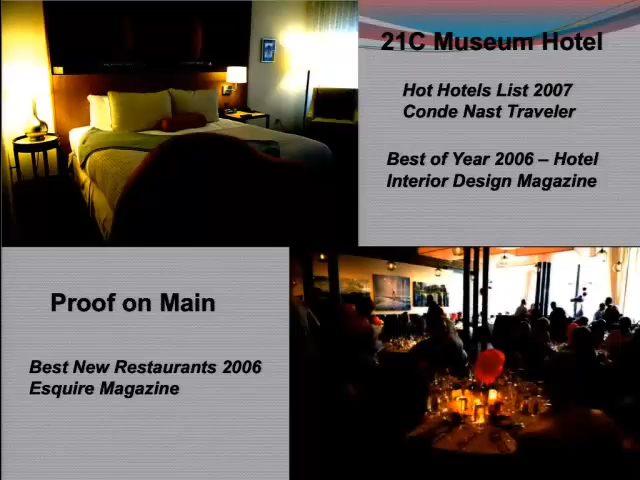 21C Museum Hotel
Hot Hotels List 2007
Conde Nast Traveler
Best of Year 2006 – Hotel
Interior Design Magazine
Proof on Main
Best New Restaurants 2006
Esquire Magazine